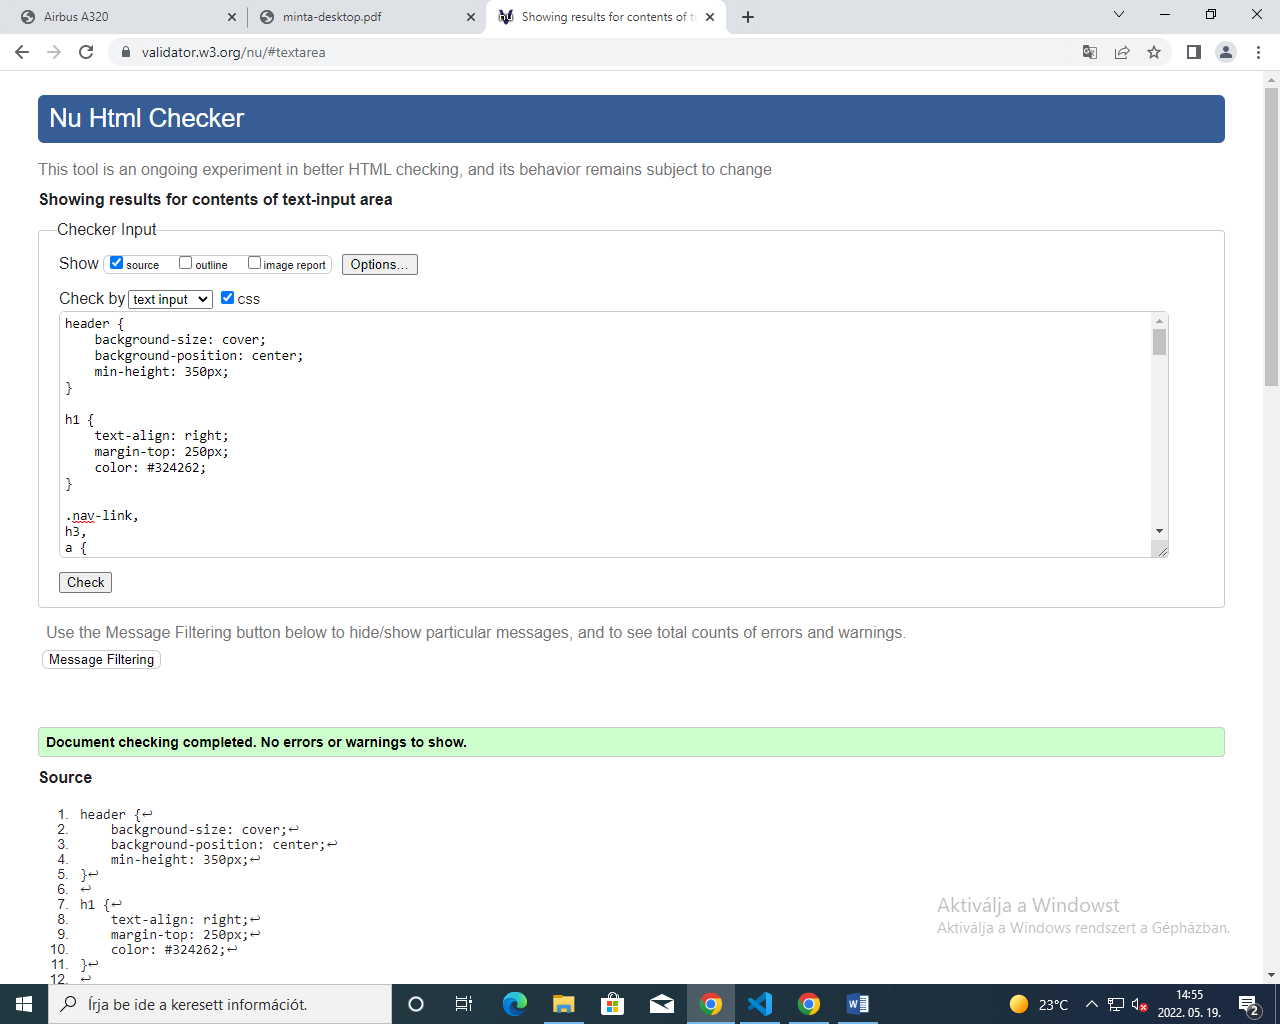 Airbus A320
minta-desktop.pdf
Showing results for contents of te
validator.w3.org/nu/#textarea
Nu Html Checker
This tool is an ongoing experiment in better HTML checking, and its behavior remains subject to change
Showing results for contents of text-input area
Checker Input
Show source outline image report Options...
Check by text input css
header {
background-size: cover;
background-position: center;
min-height: 350px;
}
h1 {
text-align: right;
margin-top: 250px;
color: #324262;
}
.nav-link,
h3,
a {
Check
Use the Message Filtering button below to hide/show particular messages, and to see total counts of errors and warnings.
Message Filtering
Document checking completed. No errors or warnings to show.
Source
1. header {↩
2. background-size: cover;↩
3. background-position: center;↩
4. min-height: 350px;↩
5. }↩
6. ↩
7. h1 {↩
8. text-align: right;↩
9. margin-top: 250px;↩
10. color: #324262;↩
11. }↩
12. ↩
Aktiválja a Windowst
Aktiválja a Windows rendszert a Gépházban.
Írja be ide a keresett információt.
23°C
14:55
2022. 05. 19.
2